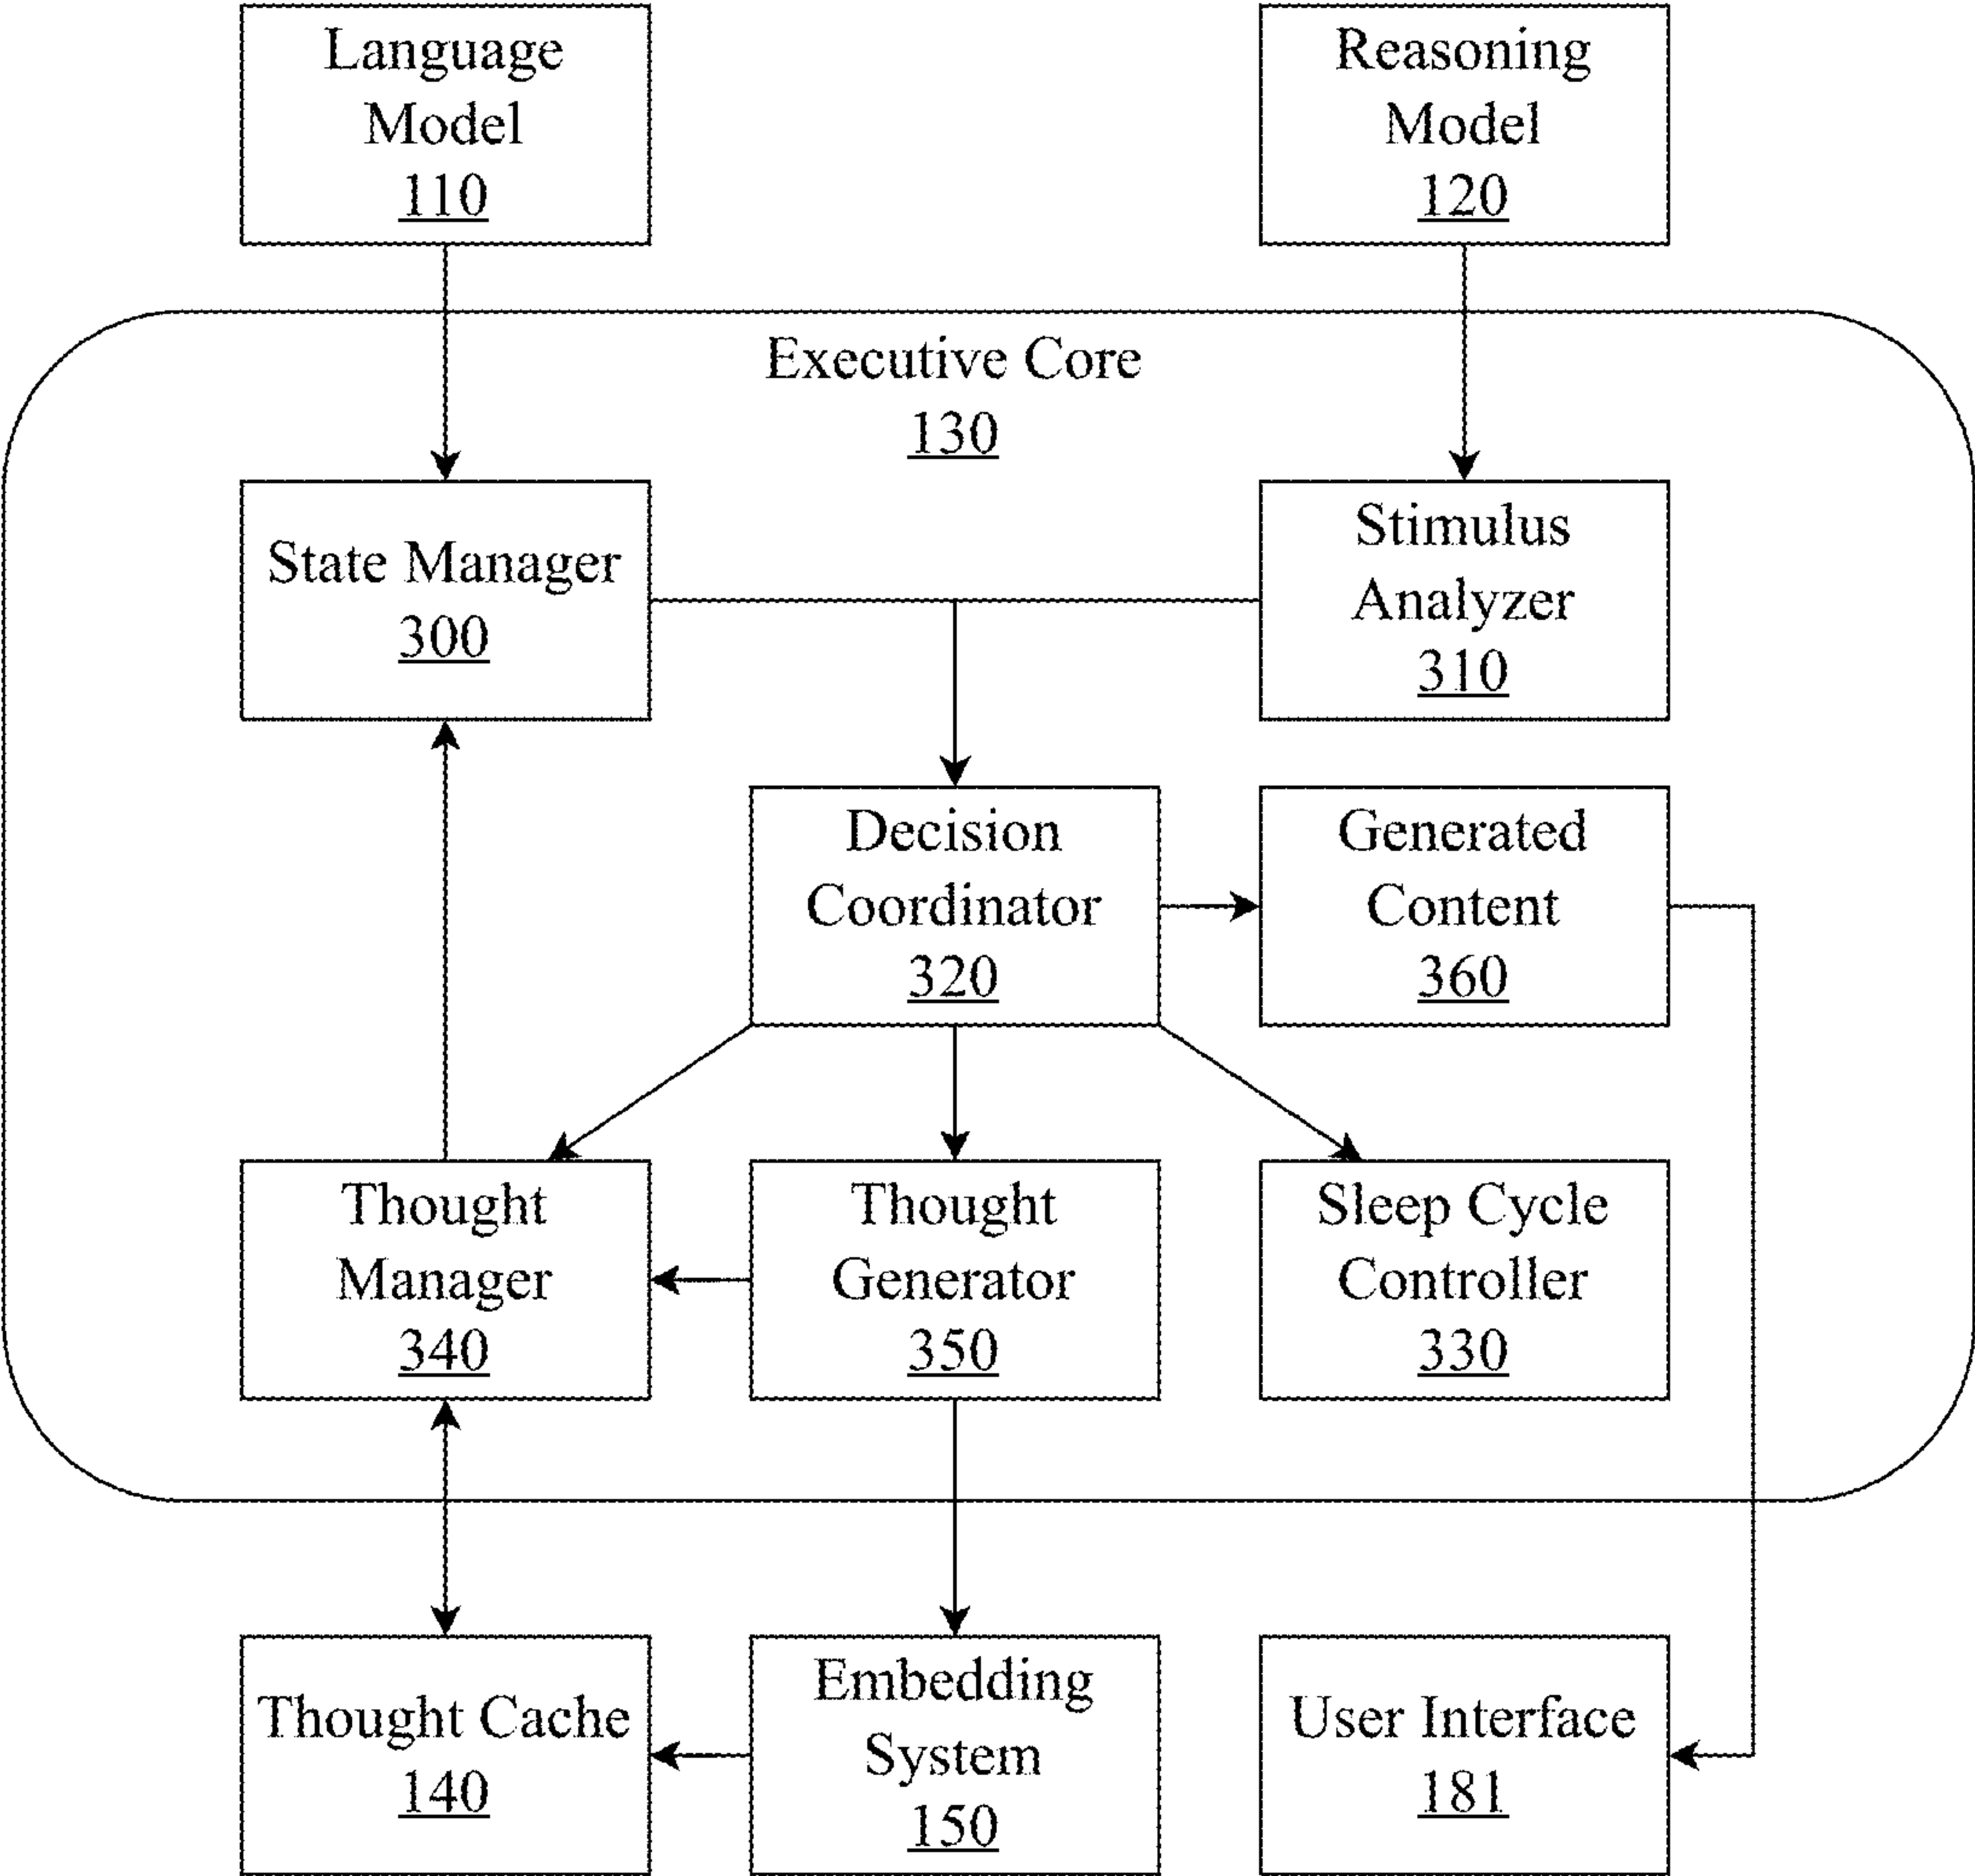 Language
Model
110
Reasoning
Model
120
Executive Core
130
State Manager
300
Stimulus
Analyzer
310
Decision
Coordinator
320
Generated
Content
360
Thought
Manager
340
Thought
Generator
350
Sleep Cycle
Controller
330
Thought Cache
140
Embedding
System
150
User Interface
181